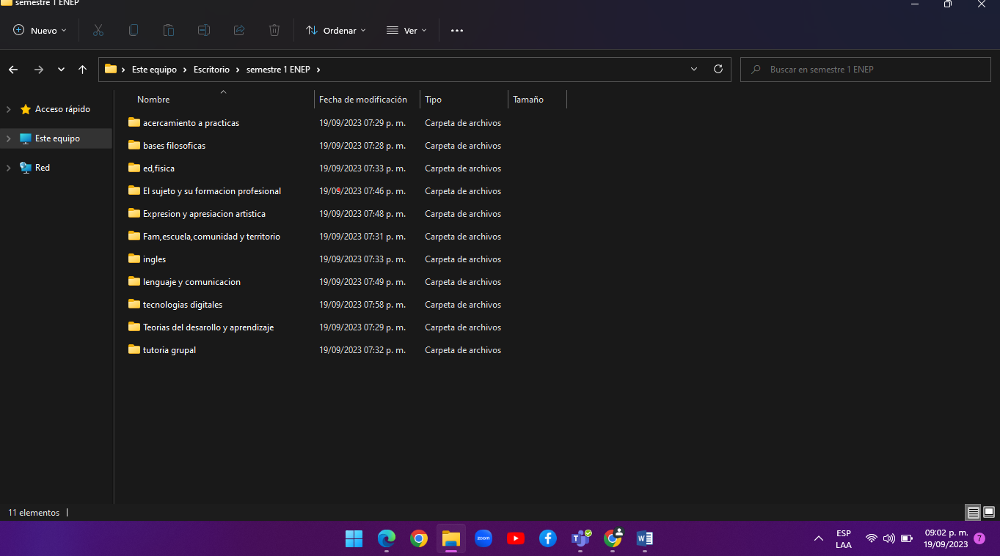 semestre 1 ENEP
Nuevo Ordenar Ver
Este equipo Escritorio semestre 1 ENEP Buscar en semestre 1 ENEP
Acceso rápido
Este equipo
Red
Nombre Fecha de modificación Tipo Tamaño
acercamiento a practicas 19/09/2023 07:29 p. m. Carpeta de archivos
bases filosoficas 19/09/2023 07:28 p. m. Carpeta de archivos
ed,fisica 19/09/2023 07:33 p. m. Carpeta de archivos
El sujeto y su formacion profesional 19/09/2023 07:46 p. m. Carpeta de archivos
Expresion y apresiacion artistica 19/09/2023 07:48 p. m. Carpeta de archivos
Fam,escuela,comunidad y territorio 19/09/2023 07:31 p. m. Carpeta de archivos
ingles 19/09/2023 07:33 p. m. Carpeta de archivos
lenguaje y comunicacion 19/09/2023 07:49 p. m. Carpeta de archivos
tecnologias digitales 19/09/2023 07:58 p. m. Carpeta de archivos
Teorias del desarollo y aprendizaje 19/09/2023 07:29 p. m. Carpeta de archivos
tutoria grupal 19/09/2023 07:32 p. m. Carpeta de archivos
11 elementos
zoom
ESP
LAA
09:02 p. m.
19/09/2023
7